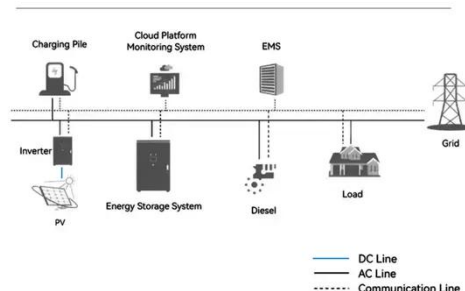 Charging Pile
Cloud Platform
Monitoring System
EMS
Grid
Inverter
PV
Energy Storage System
Diesel
Load
DC Line
AC Line
Communication Line